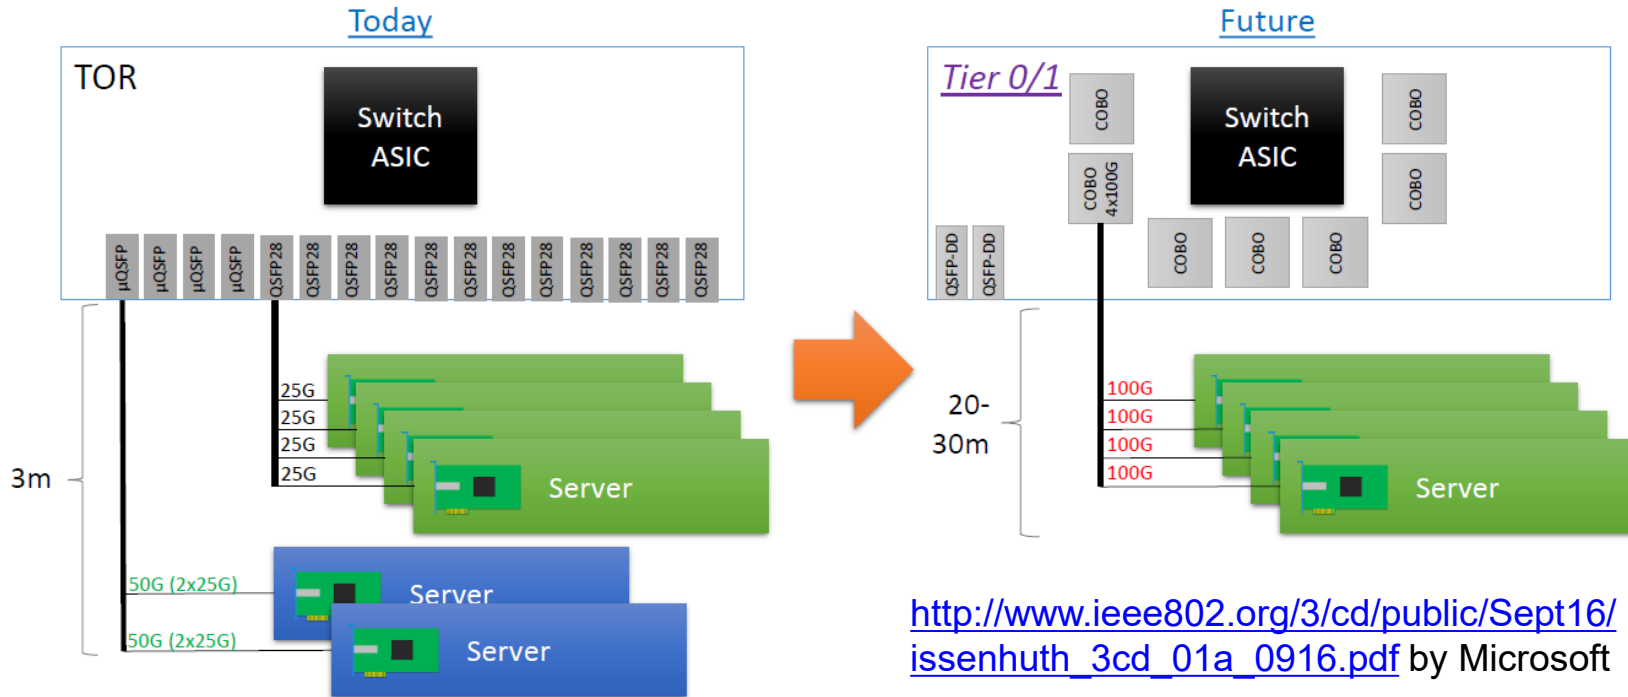 Today
TOR
Switch
ASIC
µQSFP
µQSFP
µQSFP
µQSFP
QSFP28
QSFP28
QSFP28
QSFP28
QSFP28
QSFP28
QSFP28
QSFP28
QSFP28
QSFP28
QSFP28
QSFP28
3m
25G
25G
25G
25G
Server
50G (2x25G)
Server
50G (2x25G)
Server
Future
Tier 0/1
COBO
Switch
ASIC
COBO
COBO
4x100G
COBO
QSFP-DD
QSFP-DD
COBO
COBO
COBO
20-
30m
100G
100G
100G
100G
Server
http://www.ieee802.org/3/cd/public/Sept16/
issenhuth_3cd_01a_0916.pdf by Microsoft